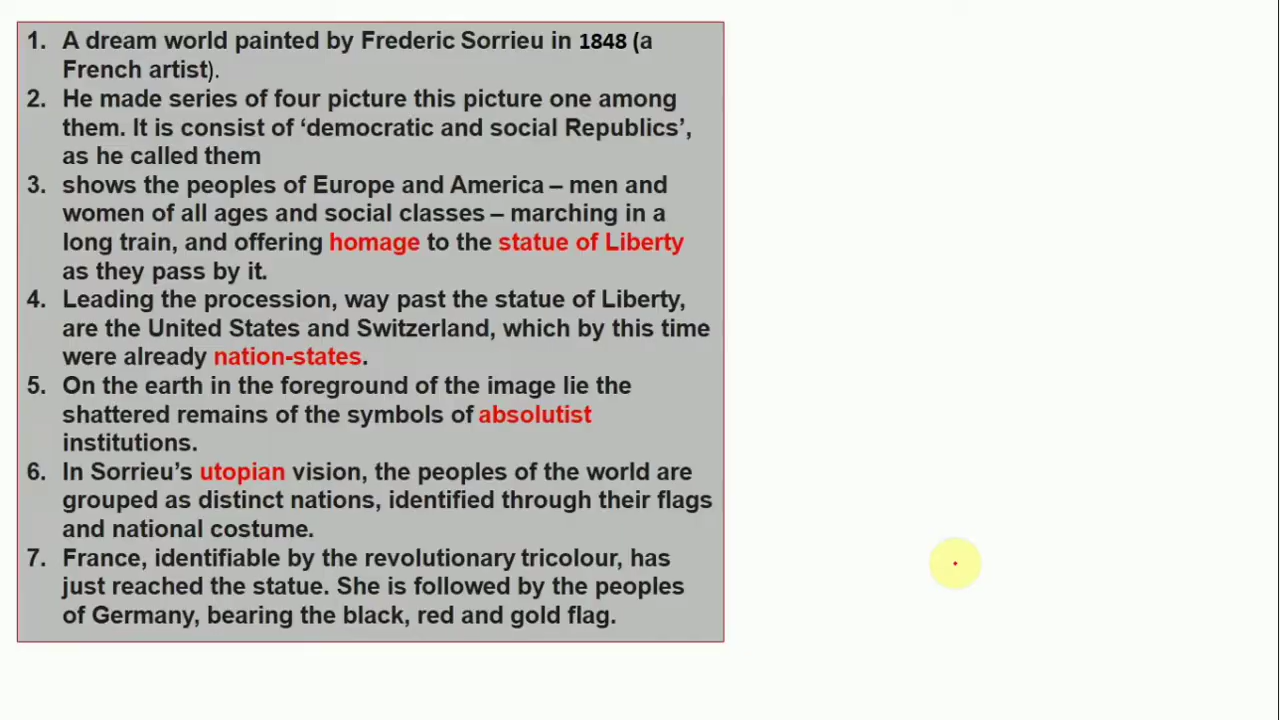 1. A dream world painted by Frederic Sorrieu in 1848 (a
French artist).
2. He made series of four picture this picture one among
them. It is consist of ‘democratic and social Republics’,
as he called them
3. shows the peoples of Europe and America – men and
women of all ages and social classes – marching in a
long train, and offering homage to the statue of Liberty
as they pass by it.
4. Leading the procession, way past the statue of Liberty,
are the United States and Switzerland, which by this time
were already nation-states.
5. On the earth in the foreground of the image lie the
shattered remains of the symbols of absolutist
institutions.
6. In Sorrieu’s utopian vision, the peoples of the world are
grouped as distinct nations, identified through their flags
and national costume.
7. France, identifiable by the revolutionary tricolour, has
just reached the statue. She is followed by the peoples
of Germany, bearing the black, red and gold flag.